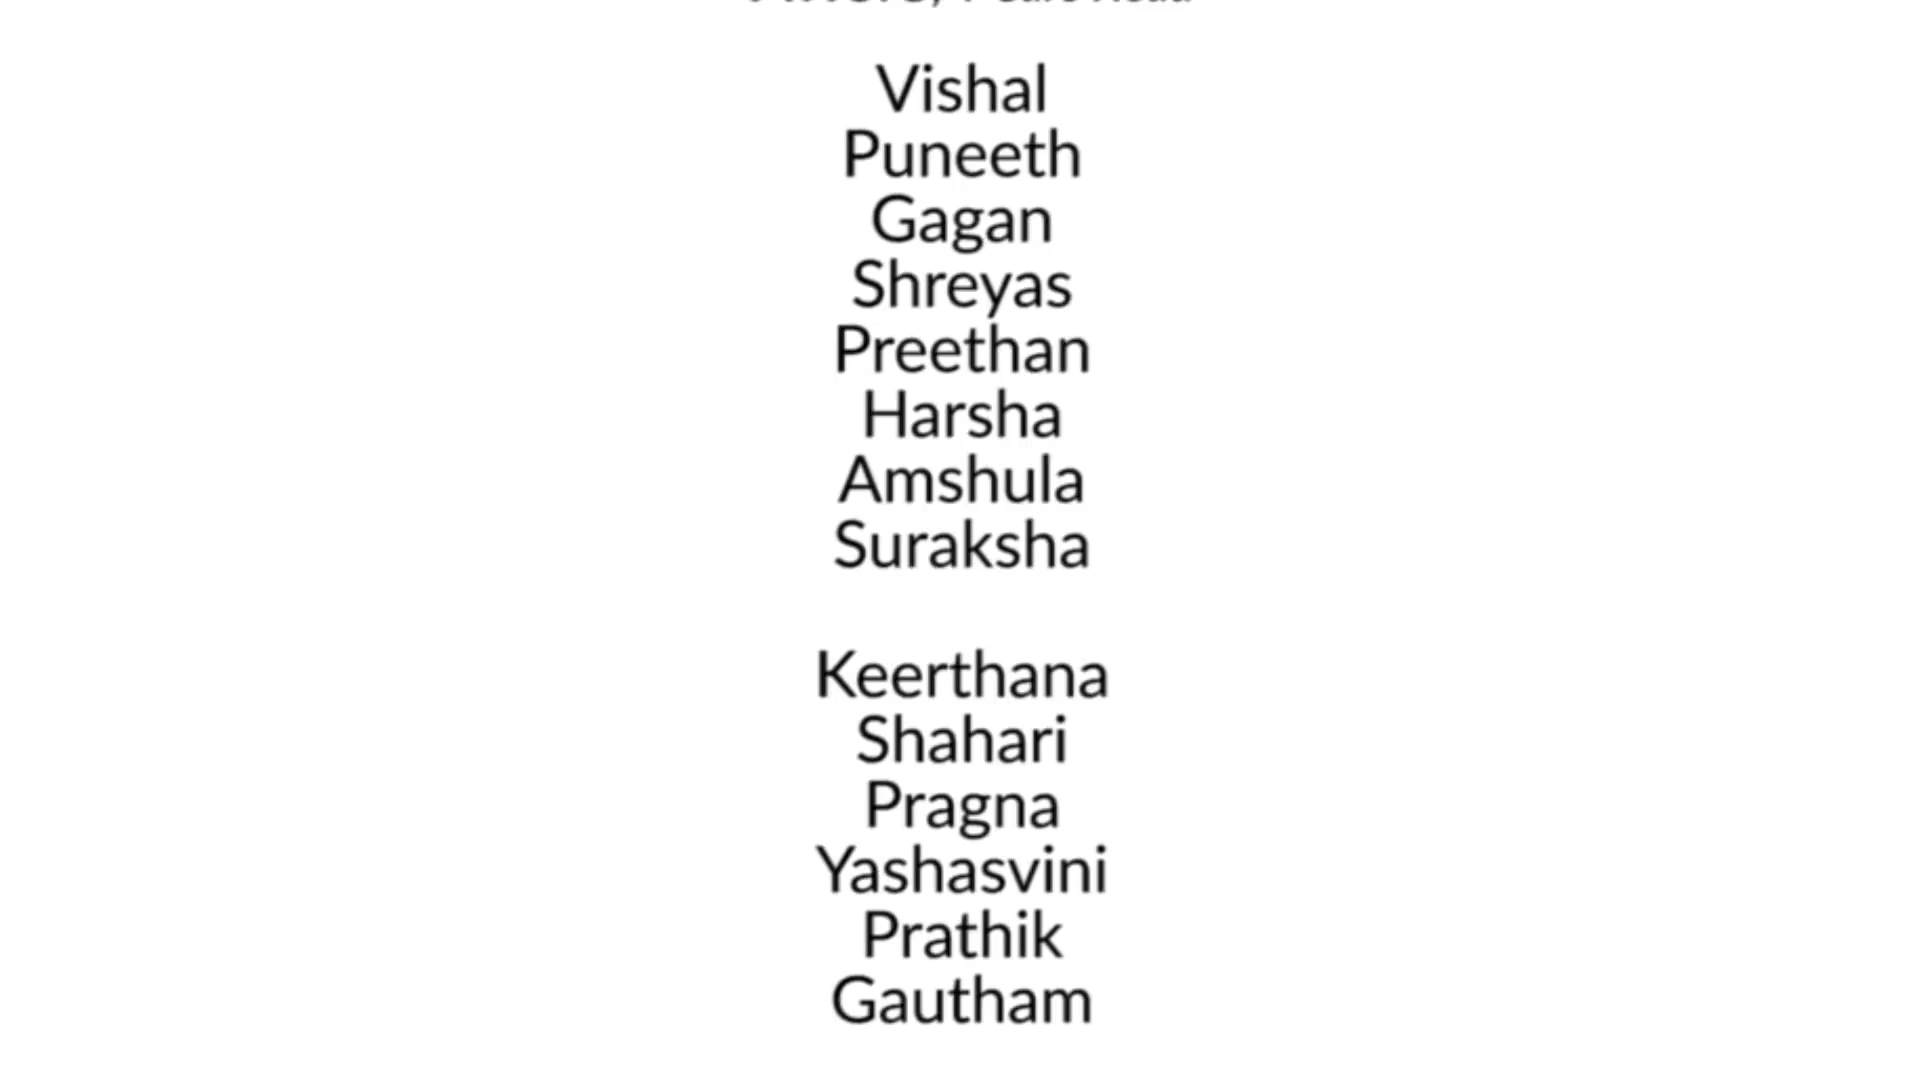 Vishal
Puneeth
Gagan
Shreyas
Preethan
Harsha
Amshula
Suraksha
Keerthana
Shahari
Pragna
Yashasvini
Prathik
Gautham